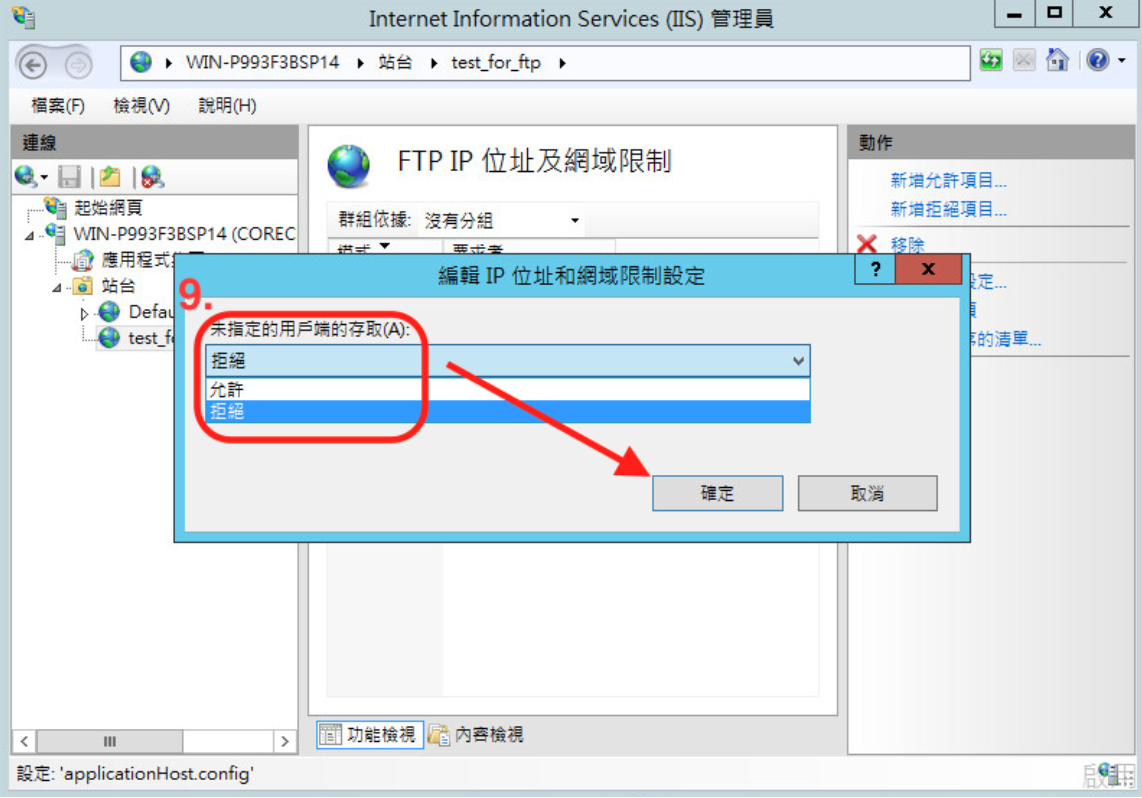 Internet Information Services (IIS) 管理員
WIN-P993F3BSP14 站台 test_for_ftp
檔案(F) 檢視(V) 說明(H)
連線
起始網頁
WIN-P993F3BSP14 (COREC
應用程式
站台
Defau
test_fo
FTP IP 位址及網域限制
群組依據: 沒有分組
模式 要求者
動作
新增允許項目...
新增拒絕項目...
移除
設定...
的清單...
9.
編輯 IP 位址和網域限制設定
未指定的用戶端的存取(A):
拒絕
允許
拒絕
確定 取消
功能檢視 內容檢視
設定: 'applicationHost.config'